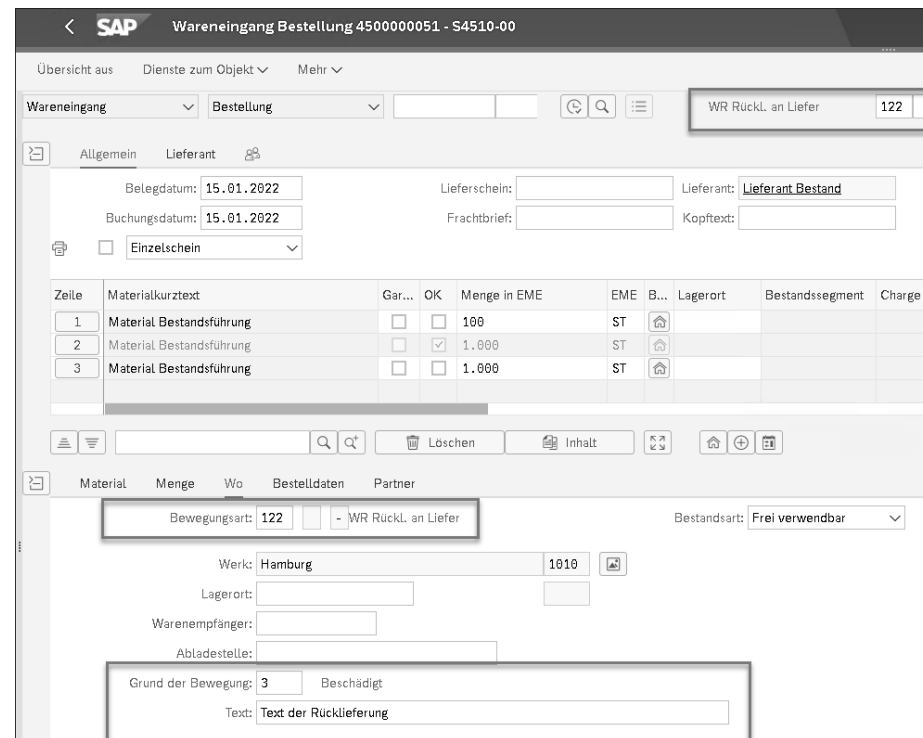 SAP Wareneingang Bestellung 4500000051 - S4510-00
Übersicht aus Dienste zum Objekt Mehr
Wareneingang Bestellung WR Rückl. an Liefer 122
Allgemein Lieferant
Belegdatum: 15.01.2022 Lieferschein: Lieferant: Lieferant Bestand
Buchungsdatum: 15.01.2022 Frachtbrief: Kopftext:
Einzelschein
Zeile Materialkurztext Gar... OK Menge in EME EME B... Lagerort Bestandssegment Charge
1 Material Bestandsführung 100 ST
2 Material Bestandsführung 1.000 ST
3 Material Bestandsführung 1.000 ST
Löschen Inhalt
Material Menge Wo Bestelldaten Partner
Bewegungsart: 122 - WR Rückl. an Liefer Bestandsart: Frei verwendbar
Werk: Hamburg 1010
Lagerort:
Warenempfänger:
Abladestelle:
Grund der Bewegung: 3 Beschädigt
Text: Text der Rücklieferung